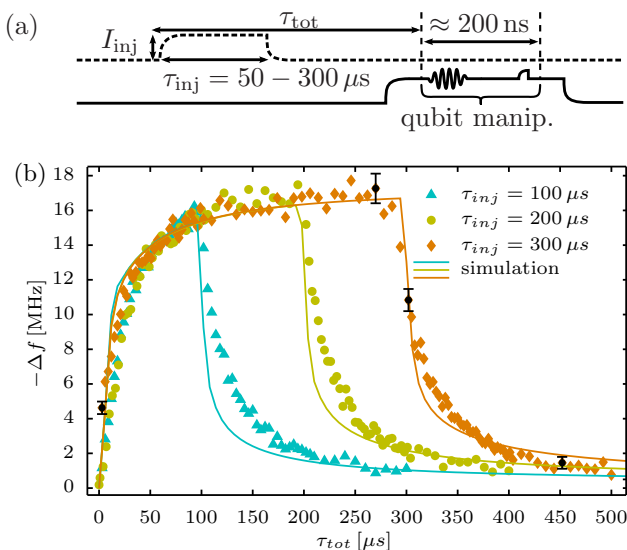 (a)
τtot
≈ 200 ns
Iinj
τinj = 50 − 300 μs
qubit manip.
(b)
18
16
14
12
10
8
6
4
2
0
−Δf [MHz]
τinj = 100 μs
τinj = 200 μs
τinj = 300 μs
simulation
0 50 100 150 200 250 300 350 400 450 500
τtot [μs]